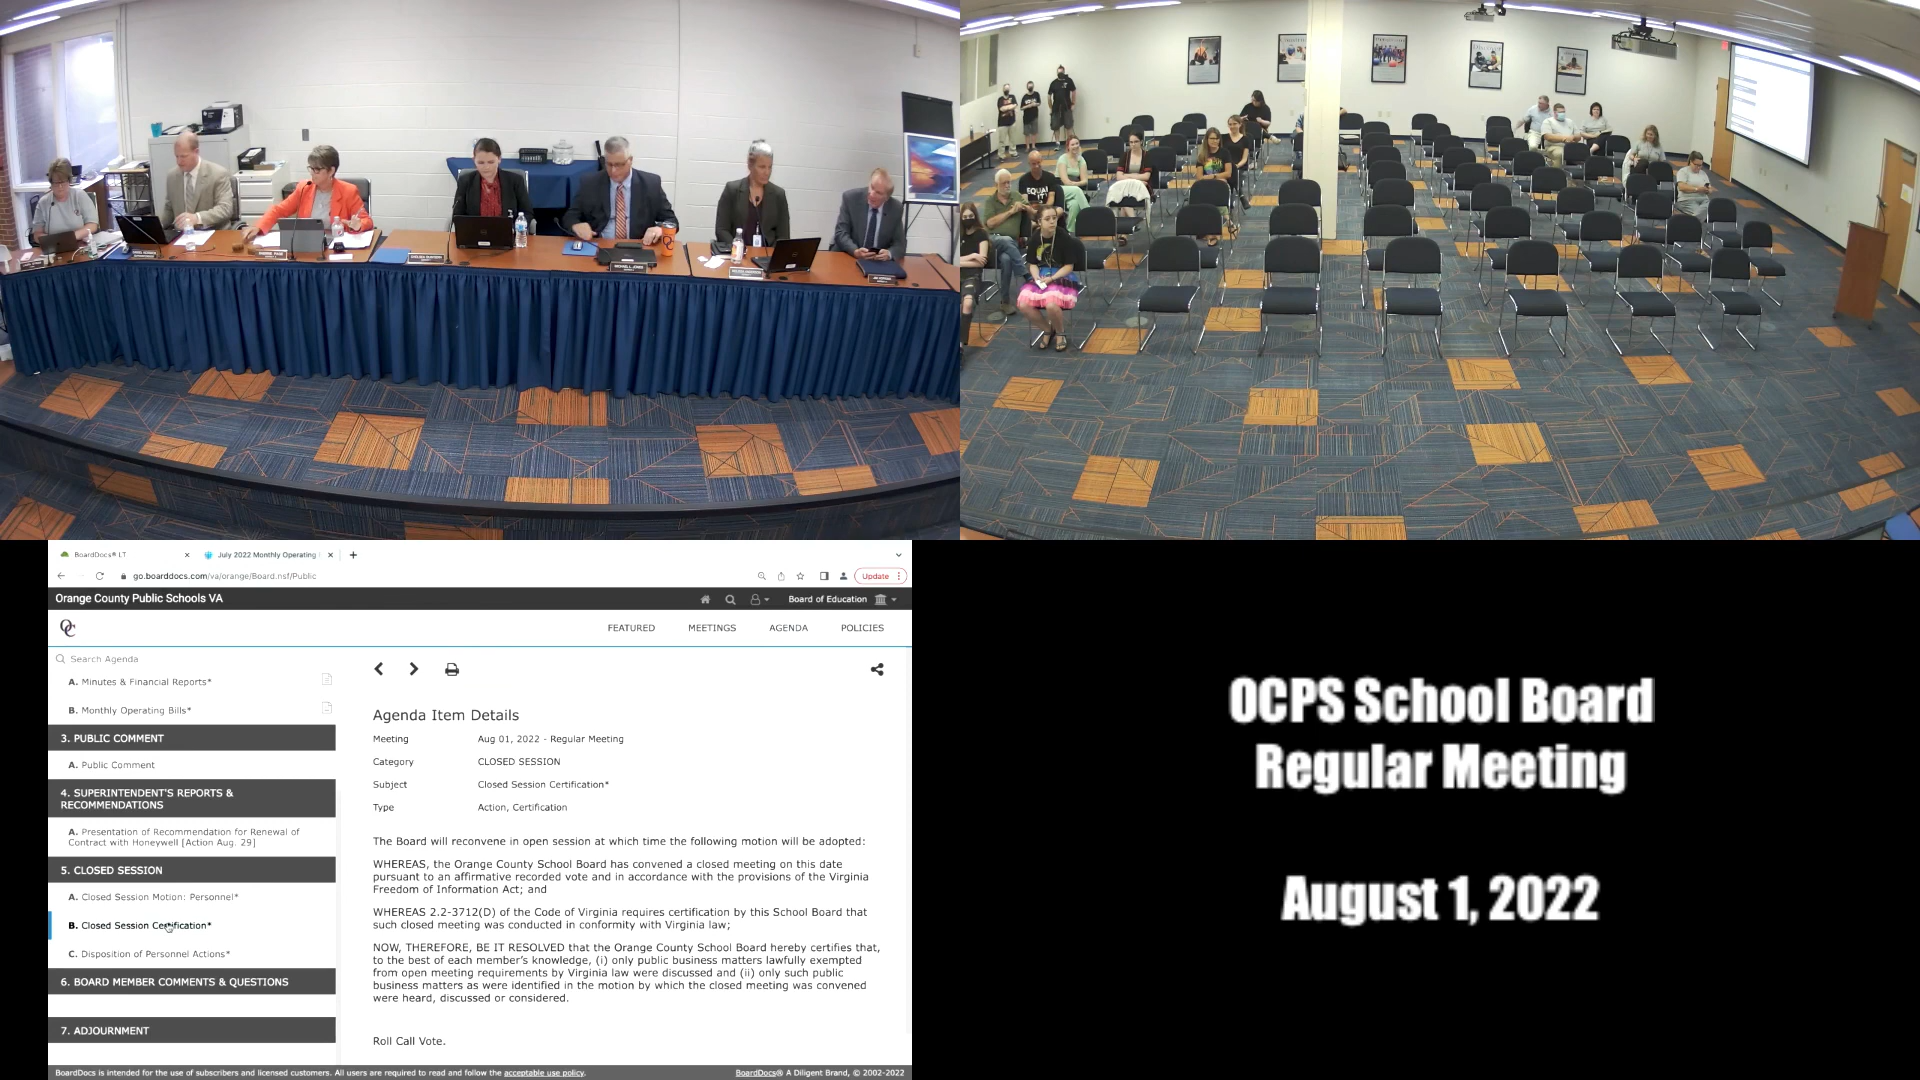 EQUAL
BoardDocs® LT
July 2022 Monthly Operating
go.boarddocs.com/va/orange/Board.nsf/Public
Update
Orange County Public Schools VA
Board of Education
OC
FEATURED
MEETINGS
AGENDA
POLICIES
Search Agenda
A. Minutes & Financial Reports*
B. Monthly Operating Bills*
3. PUBLIC COMMENT
A. Public Comment
4. SUPERINTENDENT'S REPORTS &
RECOMMENDATIONS
A. Presentation of Recommendation for Renewal of
Contract with Honeywell [Action Aug. 29]
5. CLOSED SESSION
A. Closed Session Motion: Personnel*
B. Closed Session Certification*
C. Disposition of Personnel Actions*
6. BOARD MEMBER COMMENTS & QUESTIONS
7. ADJOURNMENT
Agenda Item Details
Meeting Aug 01, 2022 - Regular Meeting
Category CLOSED SESSION
Subject Closed Session Certification*
Type Action, Certification
The Board will reconvene in open session at which time the following motion will be adopted:
WHEREAS, the Orange County School Board has convened a closed meeting on this date
pursuant to an affirmative recorded vote and in accordance with the provisions of the Virginia
Freedom of Information Act; and
WHEREAS 2.2-3712(D) of the Code of Virginia requires certification by this School Board that
such closed meeting was conducted in conformity with Virginia law;
NOW, THEREFORE, BE IT RESOLVED that the Orange County School Board hereby certifies that,
to the best of each member's knowledge, (i) only public business matters lawfully exempted
from open meeting requirements by Virginia law were discussed and (ii) only such public
business matters as were identified in the motion by which the closed meeting was convened
were heard, discussed or considered.
Roll Call Vote.
BoardDocs is intended for the use of subscribers and licensed customers. All users are required to read and follow the acceptable use policy.
BoardDocs® A Diligent Brand, © 2002-2022
OCPS School Board
Regular Meeting
August 1, 2022